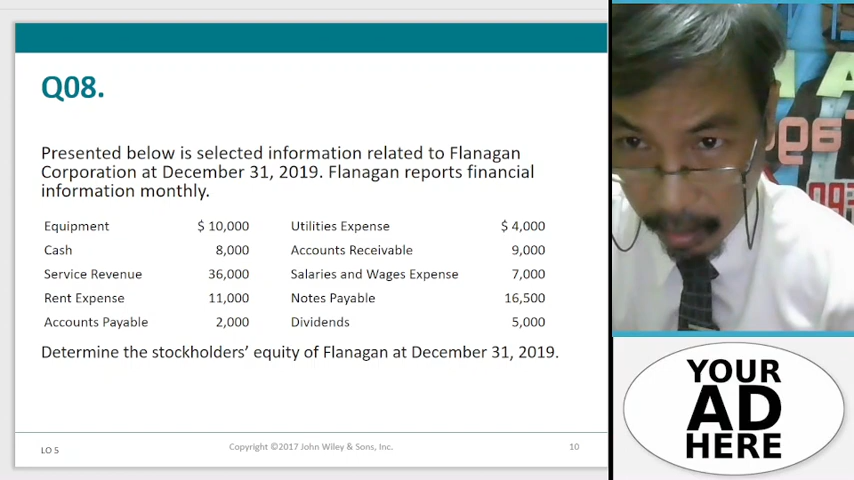 Q08.
Presented below is selected information related to Flanagan
Corporation at December 31, 2019. Flanagan reports financial
information monthly.
Equipment $ 10,000 Utilities Expense $ 4,000
Cash 8,000 Accounts Receivable 9,000
Service Revenue 36,000 Salaries and Wages Expense 7,000
Rent Expense 11,000 Notes Payable 16,500
Accounts Payable 2,000 Dividends 5,000
Determine the stockholders’ equity of Flanagan at December 31, 2019.
LO 5
Copyright ©2017 John Wiley & Sons, Inc.
10
YOUR
AD
HERE